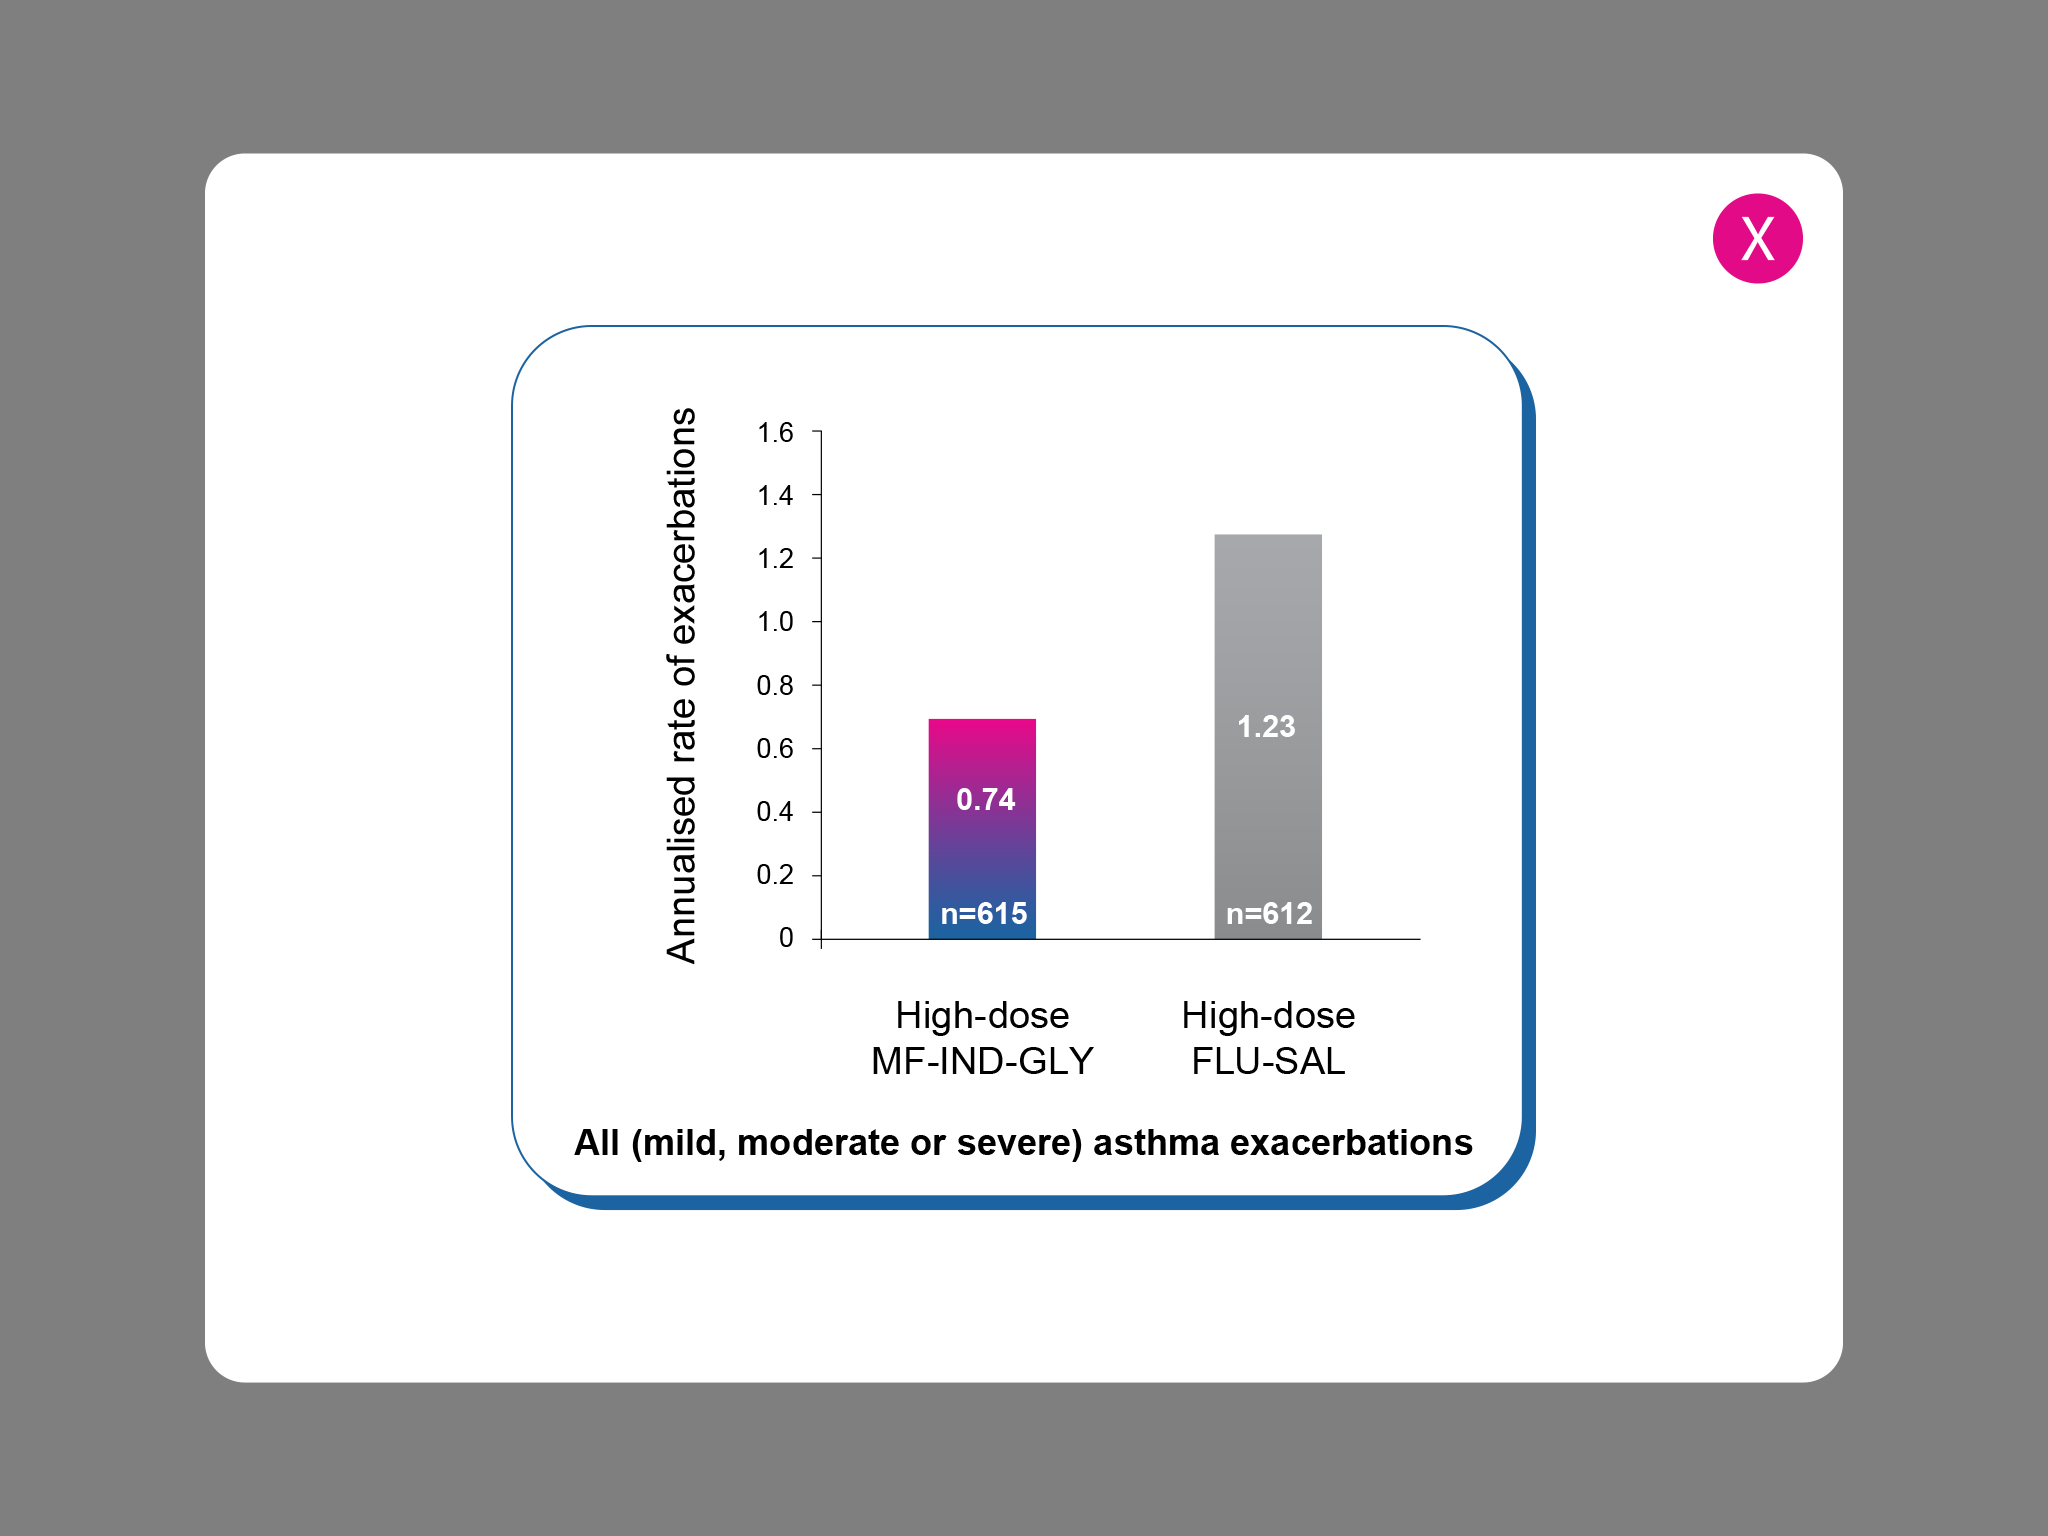 X
Annualised rate of exacerbations
1.6
1.4
1.2
1.0
0.8
0.6
0.4
0.2
0
0.74
1.23
n=615
n=612
High-dose
MF-IND-GLY
High-dose
FLU-SAL
All (mild, moderate or severe) asthma exacerbations